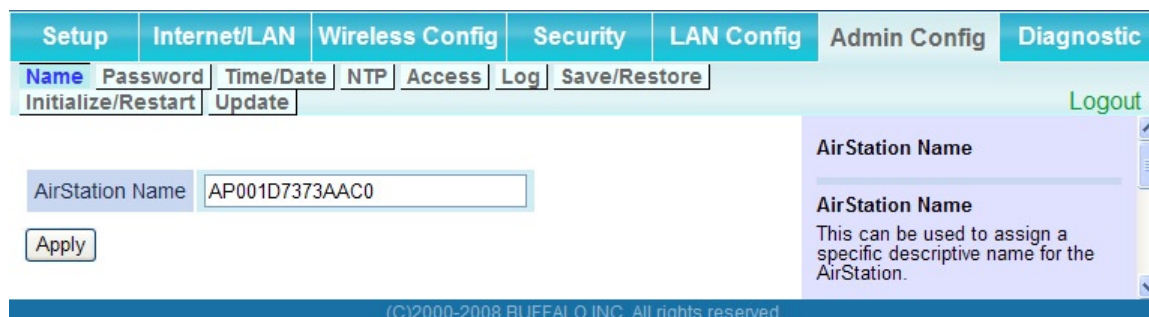 Setup Internet/LAN Wireless Config Security LAN Config Admin Config Diagnostic
Name Password Time/Date NTP Access Log Save/Restore
Initialize/Restart Update
Logout
AirStation Name AP001D7373AAC0
Apply
AirStation Name
AirStation Name
This can be used to assign a
specific descriptive name for the
AirStation.
(C)2000-2008 BUFFALO INC. All rights reserved.